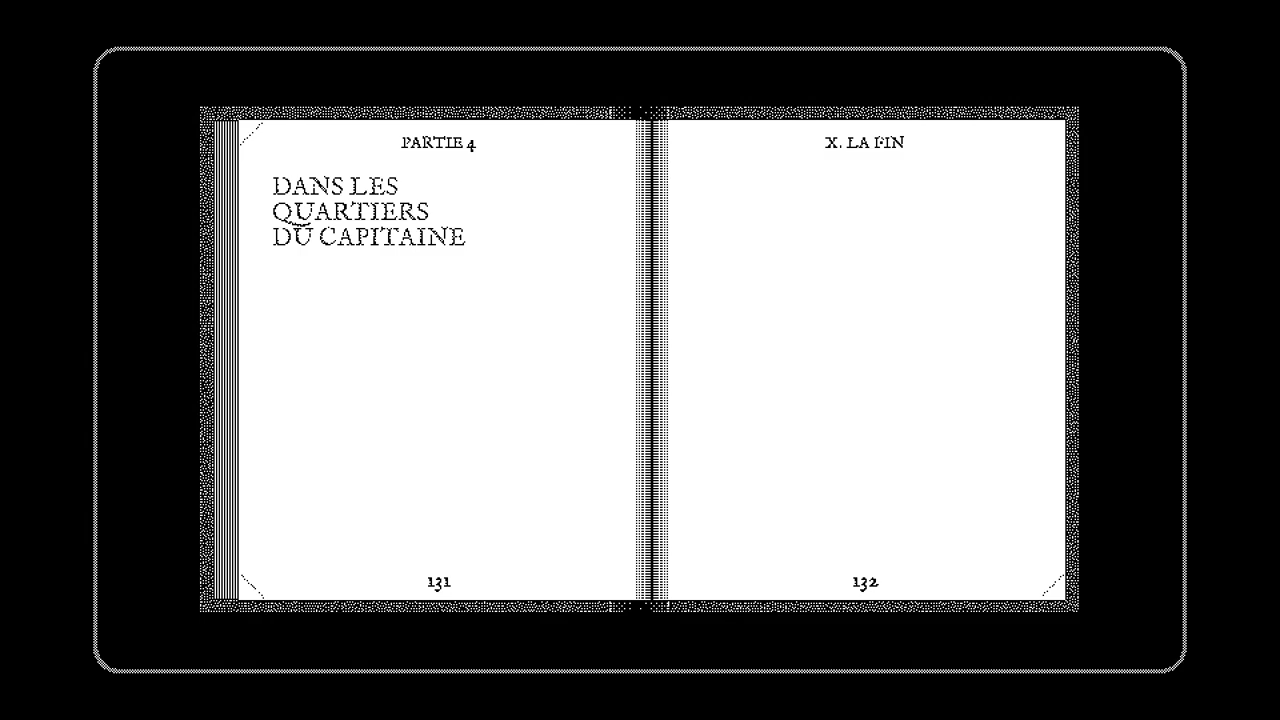 PARTIE 4
DANS LES
QUARTIERS
DU CAPITAINE
131
X. LA FIN
132